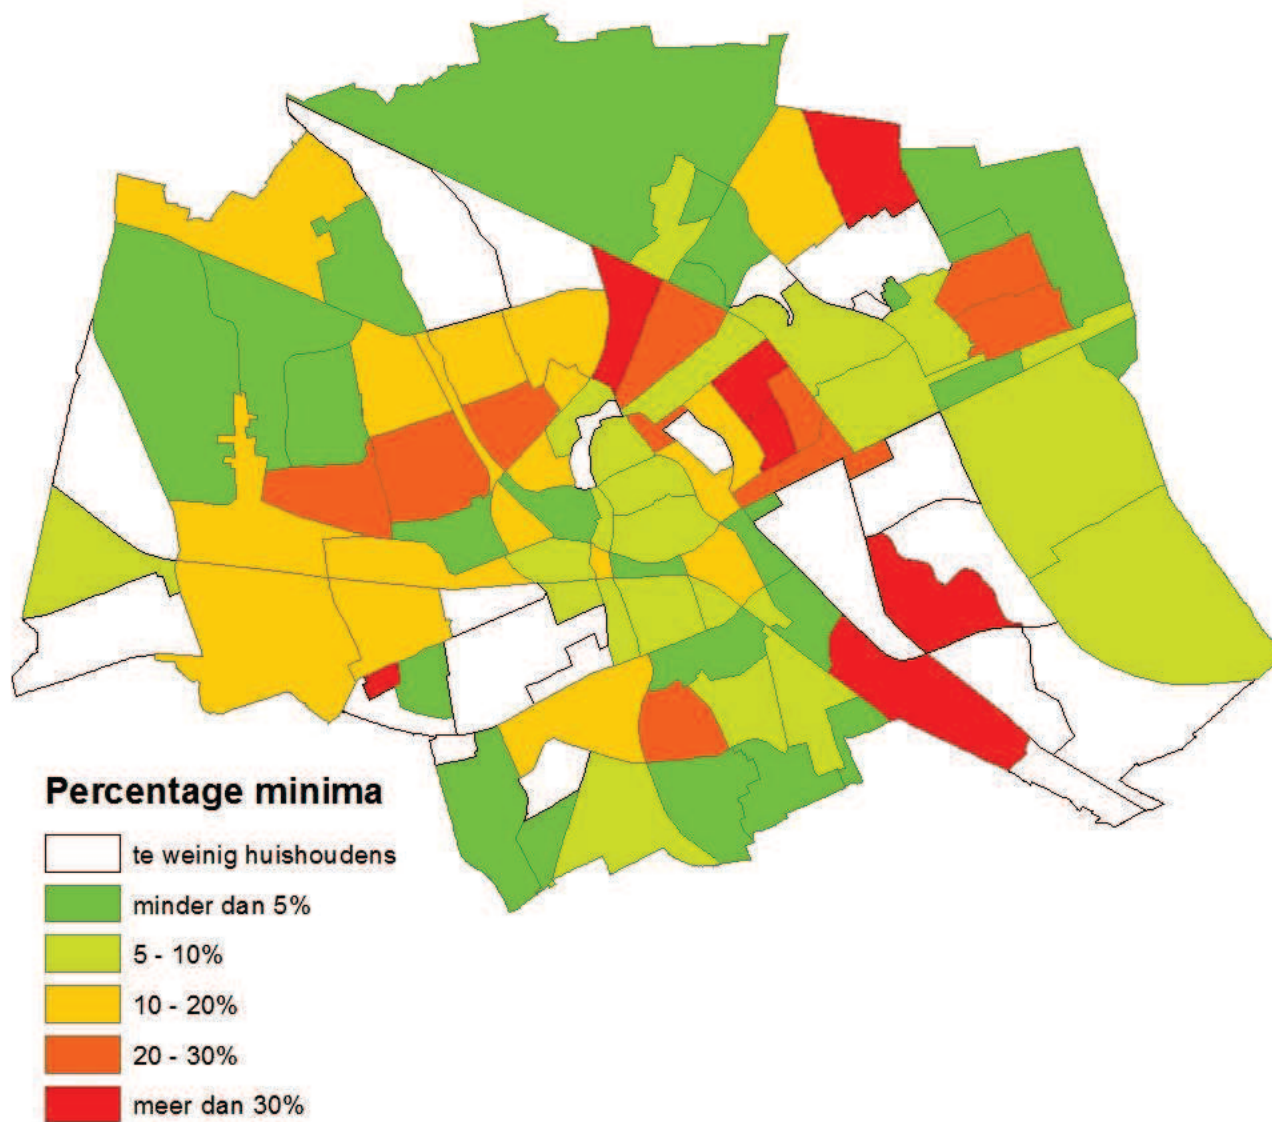 Percentage minima
te weinig huishoudens
minder dan 5%
5 - 10%
10 - 20%
20 - 30%
meer dan 30%